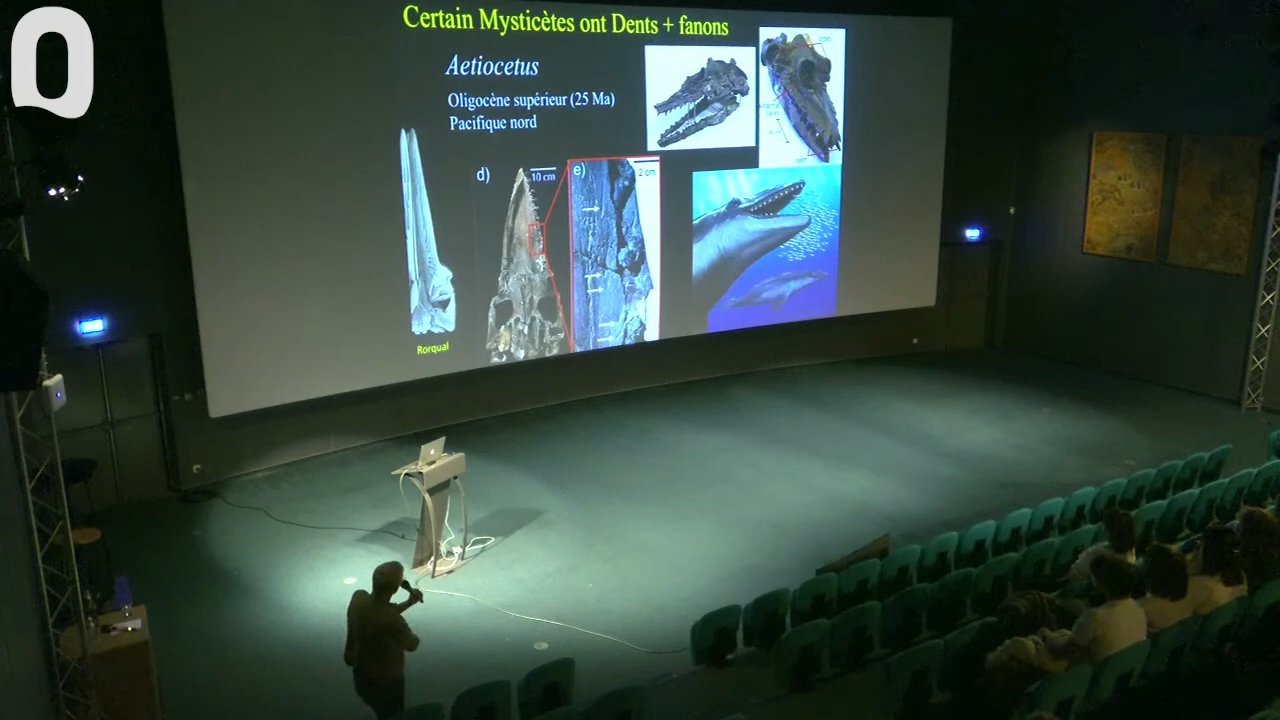 Certain Mysticètes ont Dents + fanons
Aetiocetus
Oligocène supérieur (25 Ma)
Pacifique nord
d)
10 cm
e)
2 cm
Rorqual